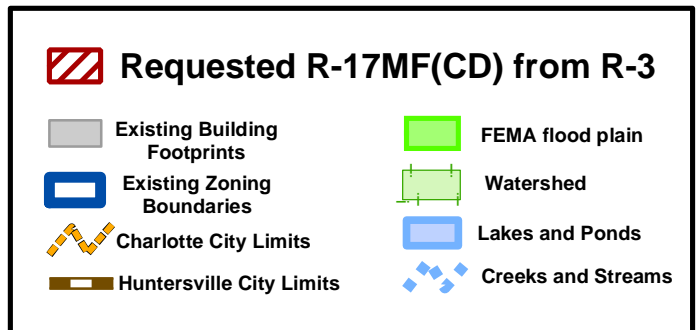 Requested R-17MF(CD) from R-3
Existing Building
Footprints
Existing Zoning
Boundaries
Charlotte City Limits
Huntersville City Limits
FEMA flood plain
Watershed
Lakes and Ponds
Creeks and Streams